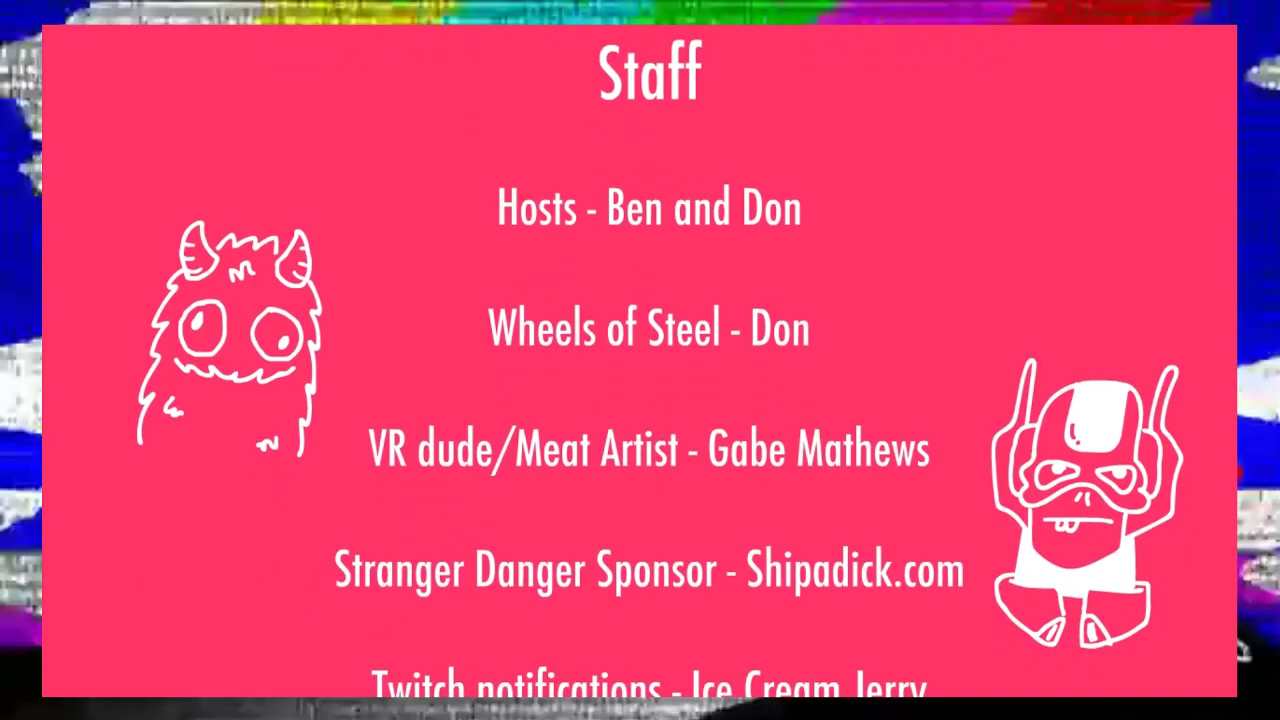 Staff
Hosts - Ben and Don
Wheels of Steel - Don
VR dude/Meat Artist - Gabe Mathews
Stranger Danger Sponsor - Shipadick.com
Twitch notifications - Ice Cream Jerry